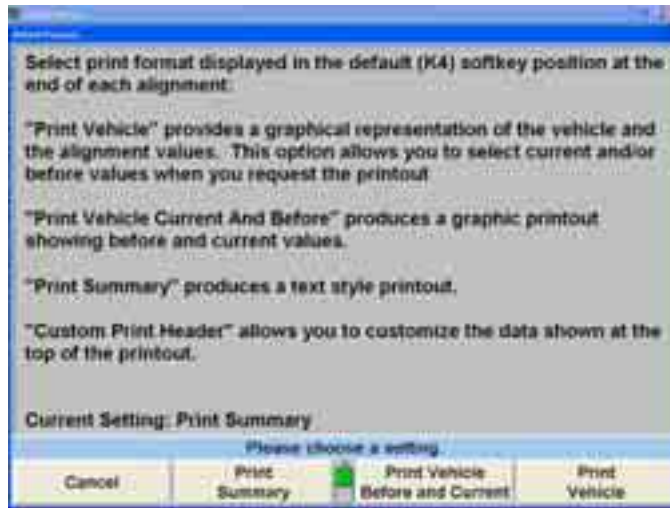 Select print format displayed in the default (K4) softkey position at the
end of each alignment:
"Print Vehicle" provides a graphical representation of the vehicle and
the alignment values. This option allows you to select current and/or
before values when you request the printout
"Print Vehicle Current And Before" produces a graphic printout
showing before and current values.
"Print Summary" produces a text style printout.
"Custom Print Header" allows you to customize the data shown at the
top of the printout.
Current Setting: Print Summary
Please choose a setting
Cancel
Print
Summary
Print Vehicle
Before and Current
Print
Vehicle